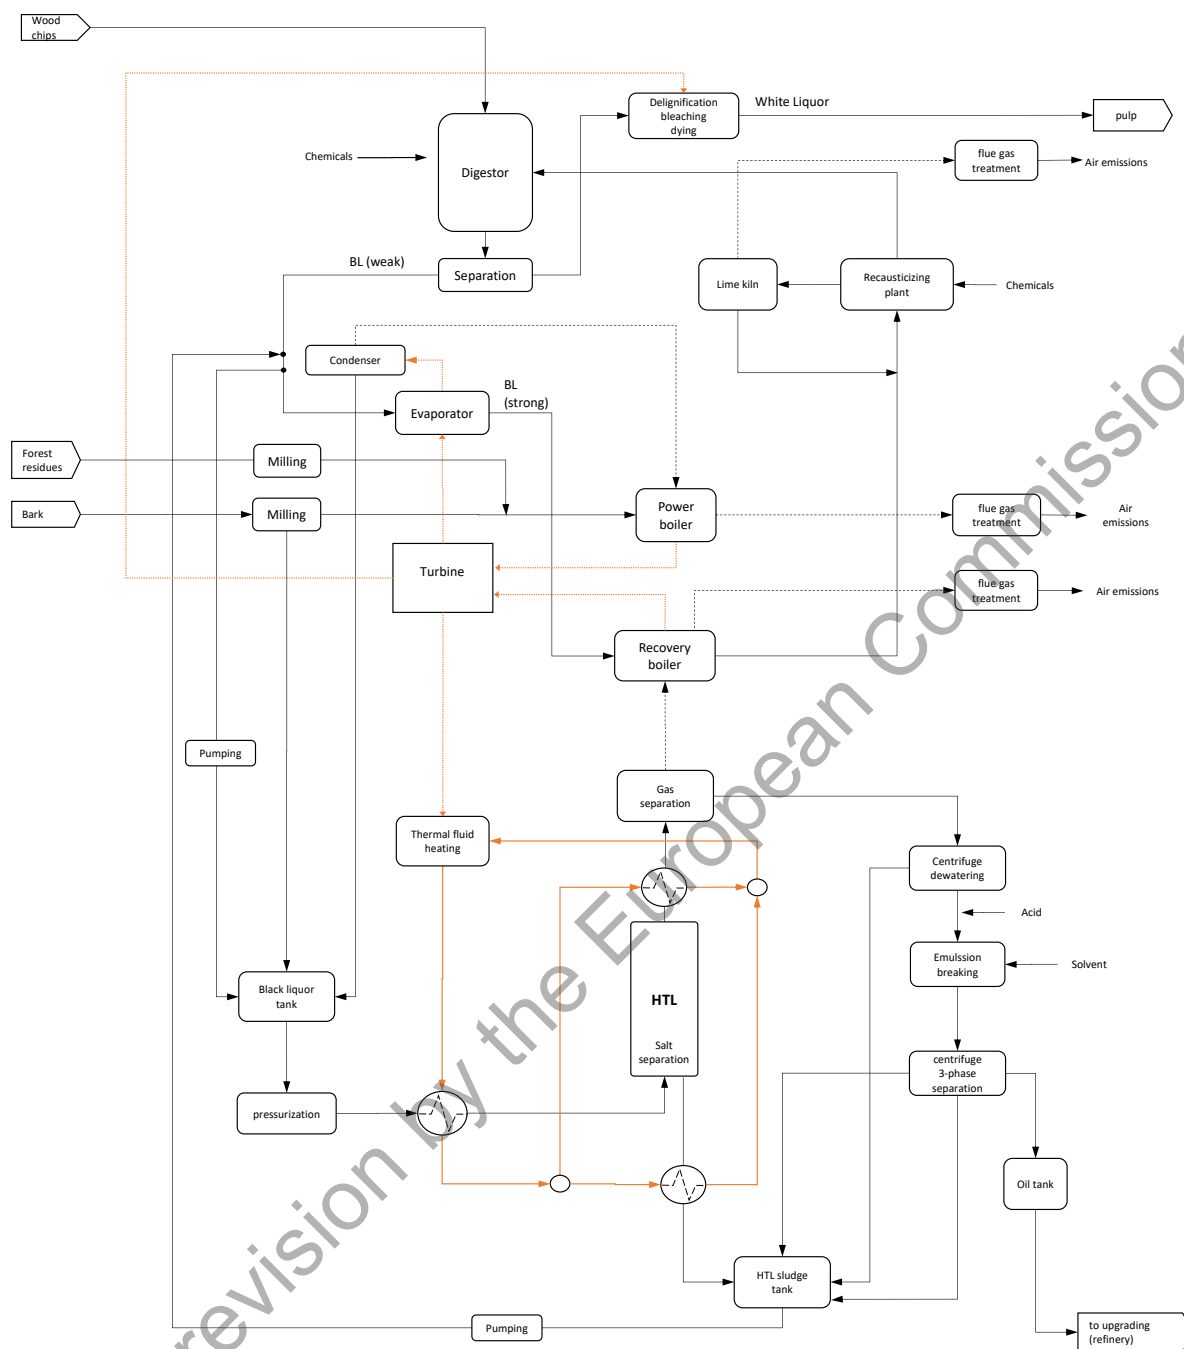 Wood
chips
Delignification
bleaching
dying
White Liquor
pulp
Chemicals
Digestor
flue gas
treatment
Air emissions
BL (weak)
Separation
Lime kiln
Recausticizing
plant
Chemicals
Condenser
BL
(strong)
Evaporator
Forest
residues
Milling
Bark
Milling
Power
boiler
flue gas
treatment
Air
emissions
Turbine
flue gas
treatment
Air emissions
Recovery
boiler
Pumping
Gas
separation
Thermal fluid
heating
Centrifuge
dewatering
Acid
Emulssion
breaking
Solvent
Black liquor
tank
HTL
Salt
separation
centrifuge
3-phase
separation
pressurization
Oil tank
HTL sludge
tank
Pumping
to upgrading
(refinery)
revision by the European Commission